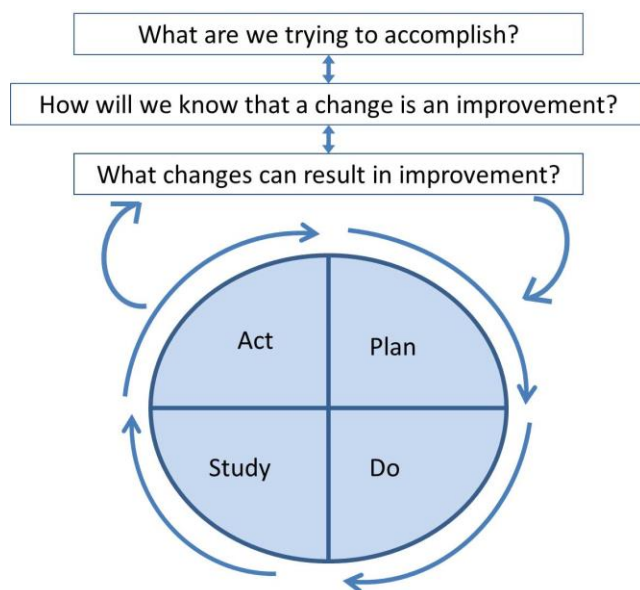 What are we trying to accomplish?
How will we know that a change is an improvement?
What changes can result in improvement?
Act
Plan
Study
Do